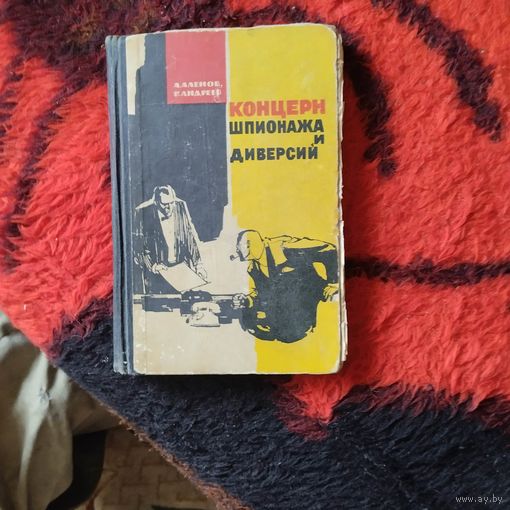 А.АЛЕНОВ,
В.АНДРЕЕВ
КОНЦЕРН
ШПИОНАЖА
И
ДИВЕРСИЙ
www.ay.by